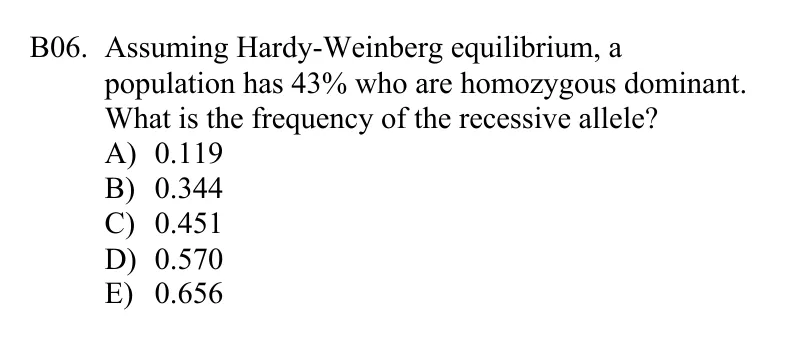 B06. Assuming Hardy-Weinberg equilibrium, a
population has 43% who are homozygous dominant.
What is the frequency of the recessive allele?
A) 0.119
B) 0.344
C) 0.451
D) 0.570
E) 0.656